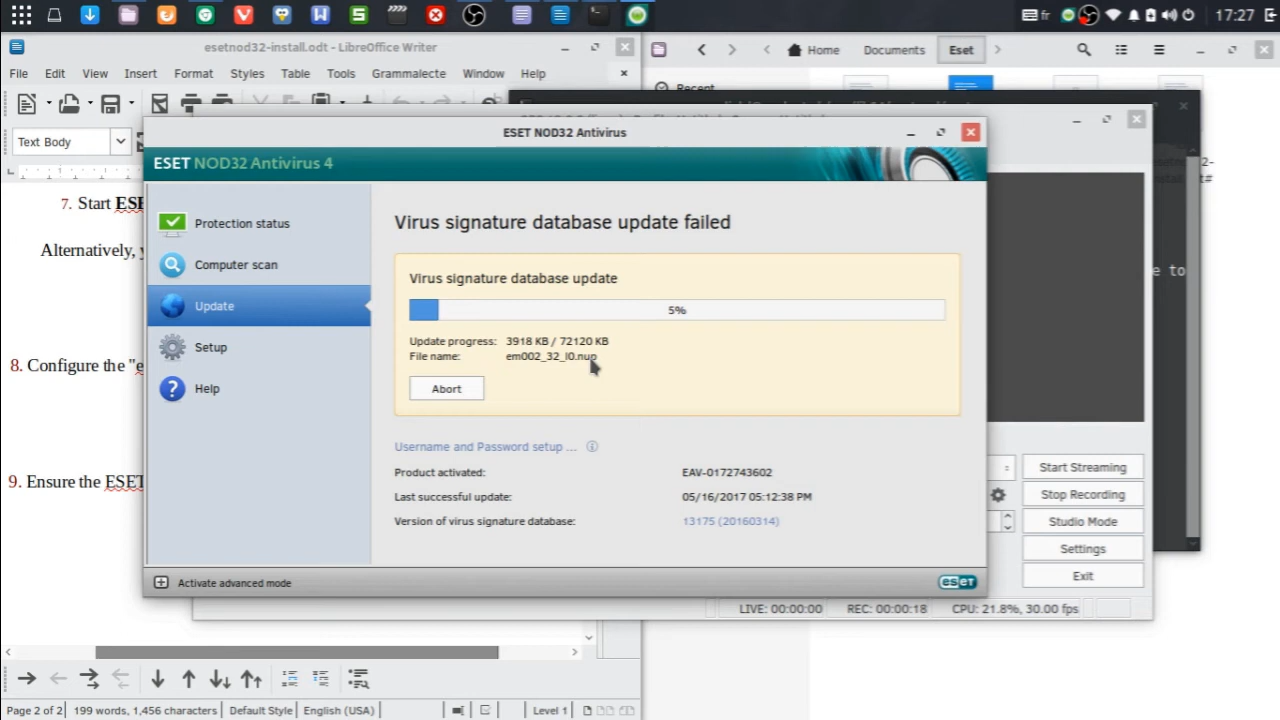 fr
17:27
etsetnod32-install.odt - LibreOffice Writer
File Edit View Insert Format Styles Table Tools Grammalecte Window Help
Text Body
7. Start ESE
Alternatively, y
8. Configure the "e
9. Ensure the ESET
Page 2 of 2
199 words, 1,456 characters
Default Style
English (USA)
Level 1
Home
Documents
Eset
Recent
e to
ESET NOD32 Antivirus
ESET NOD32 Antivirus 4
Protection status
Computer scan
Update
Setup
Help
Virus signature database update failed
Virus signature database update
5%
Update progress: 3918 KB / 72120 KB
File name: em002_32_l0.nup
Abort
Username and Password setup ...
Product activated: EAV-0172743602
Last successful update: 05/16/2017 05:12:38 PM
Version of virus signature database: 13175 (20160314)
Activate advanced mode
eset
Start Streaming
Stop Recording
Studio Mode
Settings
Exit
LIVE: 00:00:00
REC: 00:00:18
CPU: 21.8%, 30.00 fps